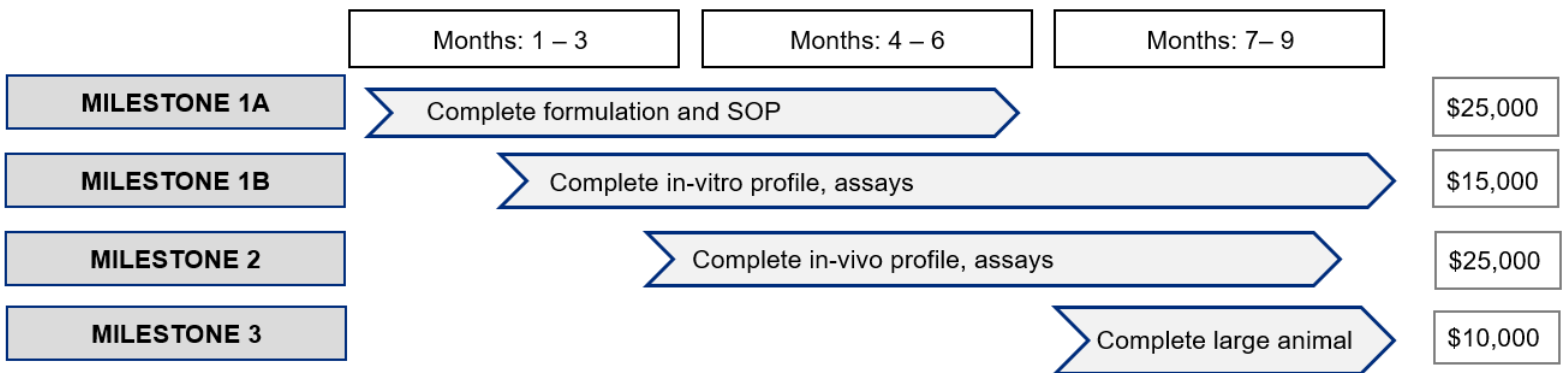 Months: 1 – 3
Months: 4 – 6
Months: 7– 9
MILESTONE 1A
Complete formulation and SOP
$25,000
MILESTONE 1B
Complete in-vitro profile, assays
$15,000
MILESTONE 2
Complete in-vivo profile, assays
$25,000
MILESTONE 3
Complete large animal
$10,000